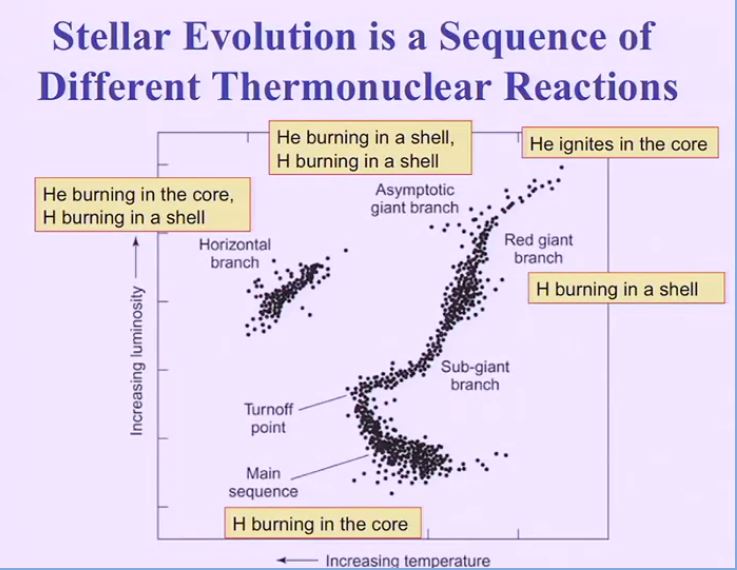 Stellar Evolution is a Sequence of
Different Thermonuclear Reactions
He burning in a shell,
H burning in a shell
He ignites in the core
He burning in the core,
H burning in a shell
Asymptotic
giant branch
Horizontal
branch
Red giant
branch
H burning in a shell
Increasing luminosity
Sub-giant
branch
Turnoff
point
Main
sequence
H burning in the core
Increasing temperature